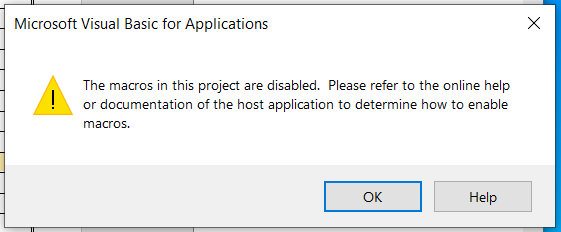 Microsoft Visual Basic for Applications
The macros in this project are disabled.  Please refer to the online help
or documentation of the host application to determine how to enable
macros.
OK
Help